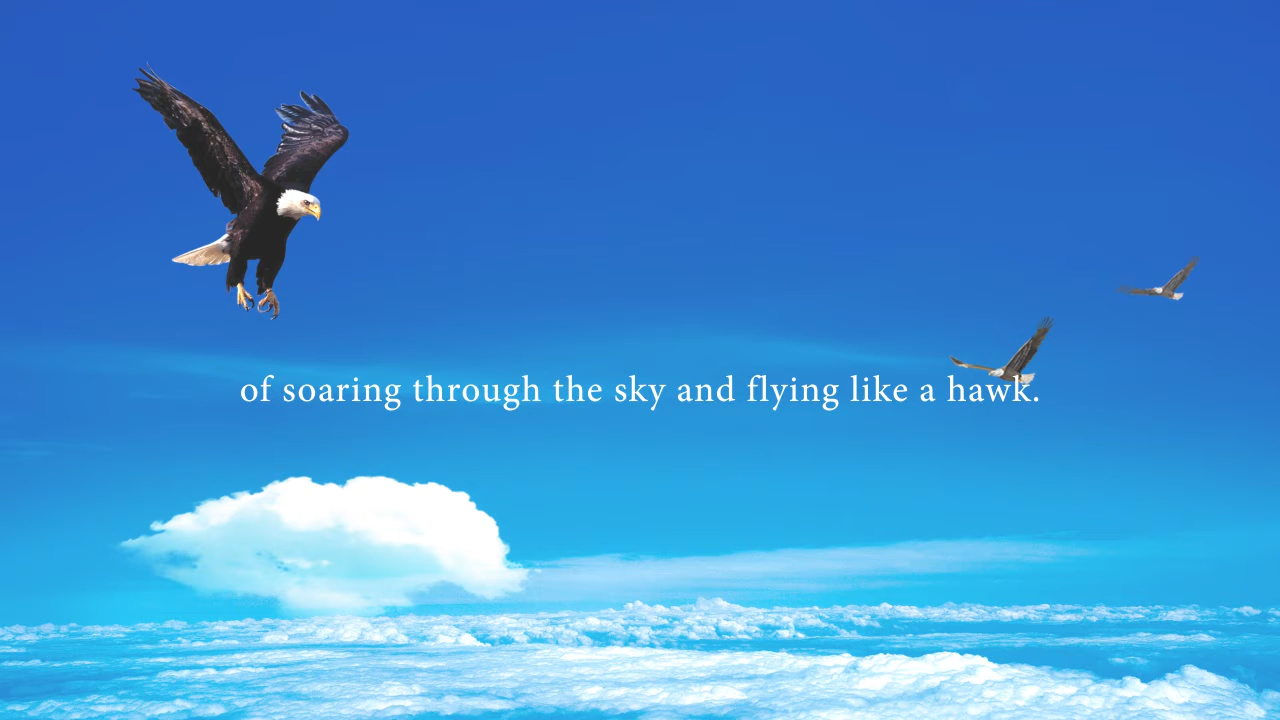 of soaring through the sky and flying like a hawk.